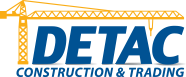 DETAC
CONSTRUCTION & TRADING